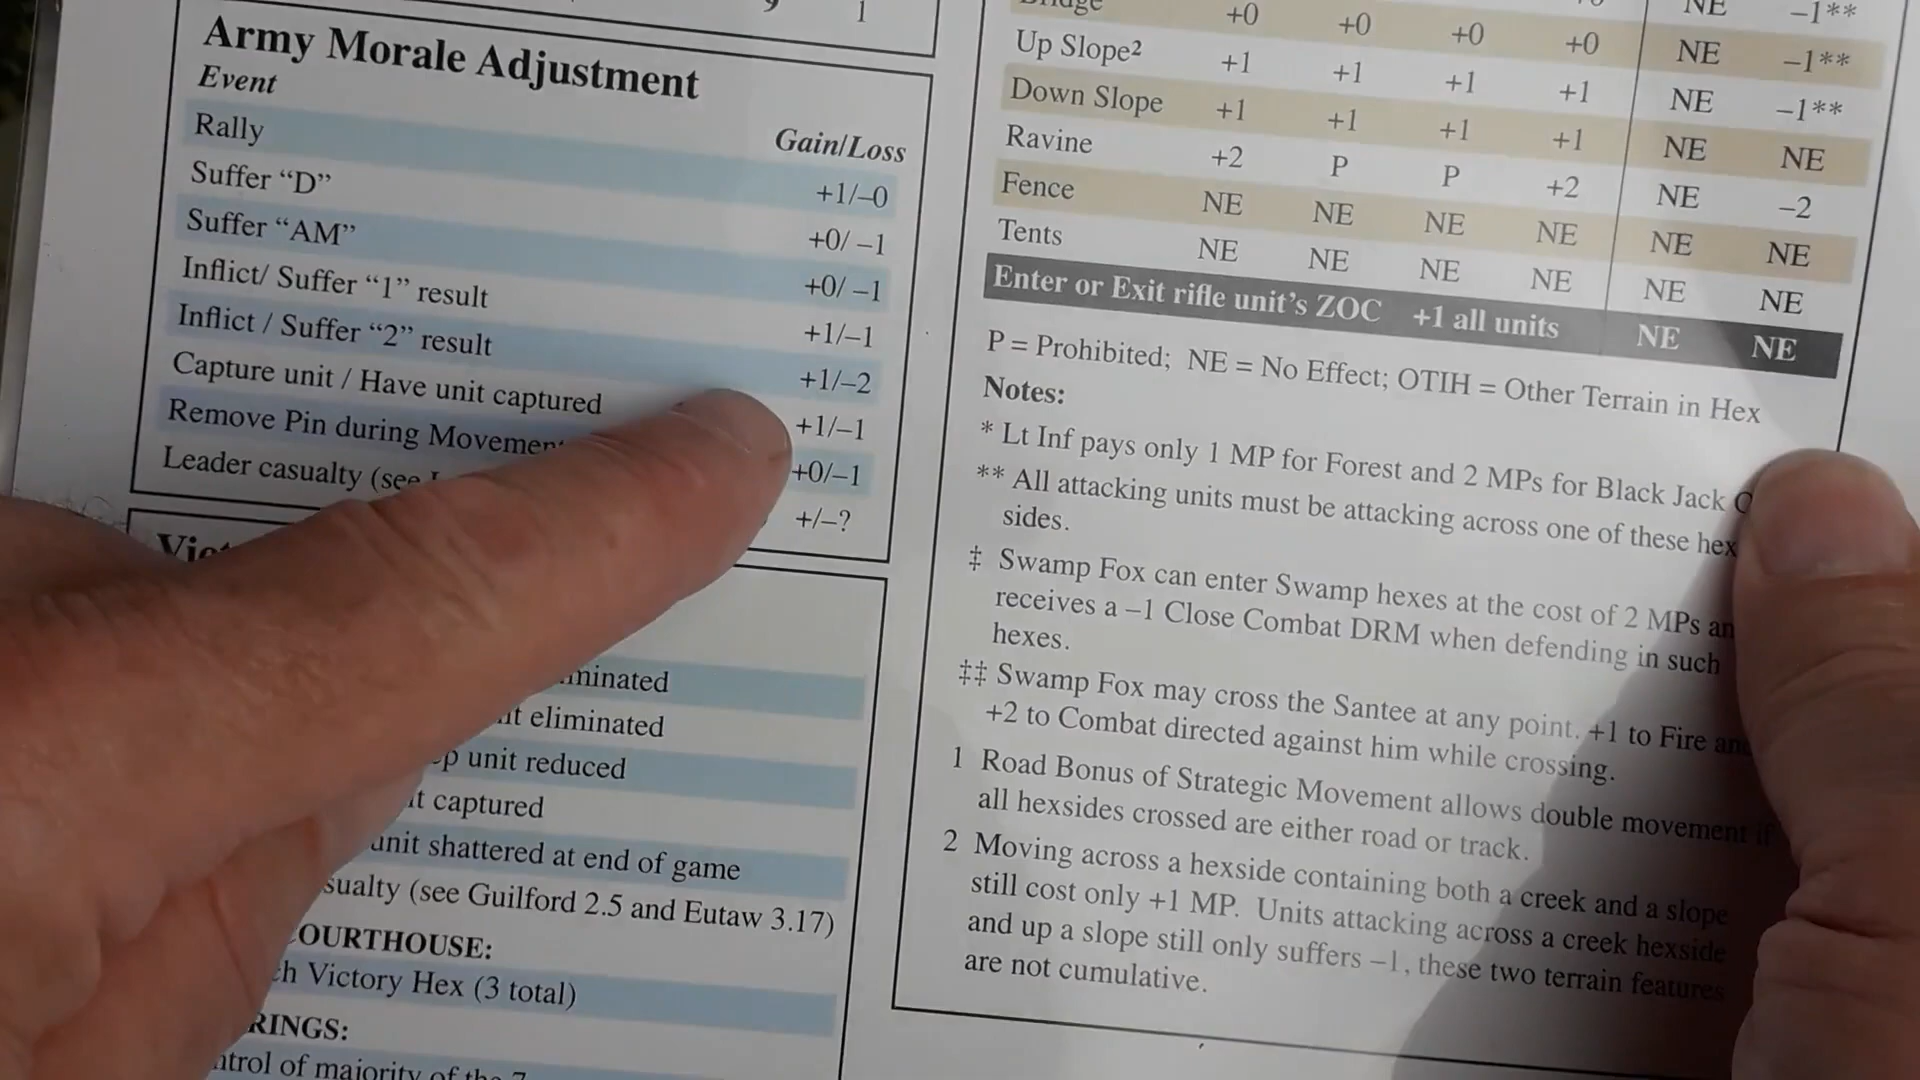 9 1
Army Morale Adjustment
Event Gain/Loss
Rally +1/–0
Suffer “D” +0/ –1
Suffer “AM” +0/ –1
Inflict/ Suffer “1” result +1/–1
Inflict / Suffer “2” result +1/–2
Capture unit / Have unit captured +1/–1
Remove Pin during +0/–1
Leader casualty (see +/–?
unit reduced
captured
unit shattered at end of game
(see Guilford 2.5 and Eutaw 3.17)
Victory Hex (3 total)
of majority of the 7
Bridge +0 +0 +0 +0 NE –1**
NE –1**
Up Slope² +1 +1 +1 +1 NE –1**
Down Slope +1 +1 +1 +1 NE NE
Ravine +2 P P +2 NE –2
Fence NE NE NE NE NE NE
Tents NE NE NE NE NE NE
Enter or Exit rifle unit’s ZOC +1 all units NE NE
P = Prohibited; NE = No Effect; OTIH = Other Terrain in Hex
Notes:
* Lt Inf pays only 1 MP for Forest and 2 MPs for Black Jack
** All attacking units must be attacking across one of these hex
sides.
‡ Swamp Fox can enter Swamp hexes at the cost of 2 MPs
receives a –1 Close Combat DRM when defending in such
hexes.
‡‡ Swamp Fox may cross the Santee at any point. +1 to Fire and
+2 to Combat directed against him while crossing.
1 Road Bonus of Strategic Movement allows double movement if
all hexsides crossed are either road or track.
2 Moving across a hexside containing both a creek and a slope
still cost only +1 MP. Units attacking across a creek hexside
and up a slope still only suffers –1, these two terrain features
are not cumulative.